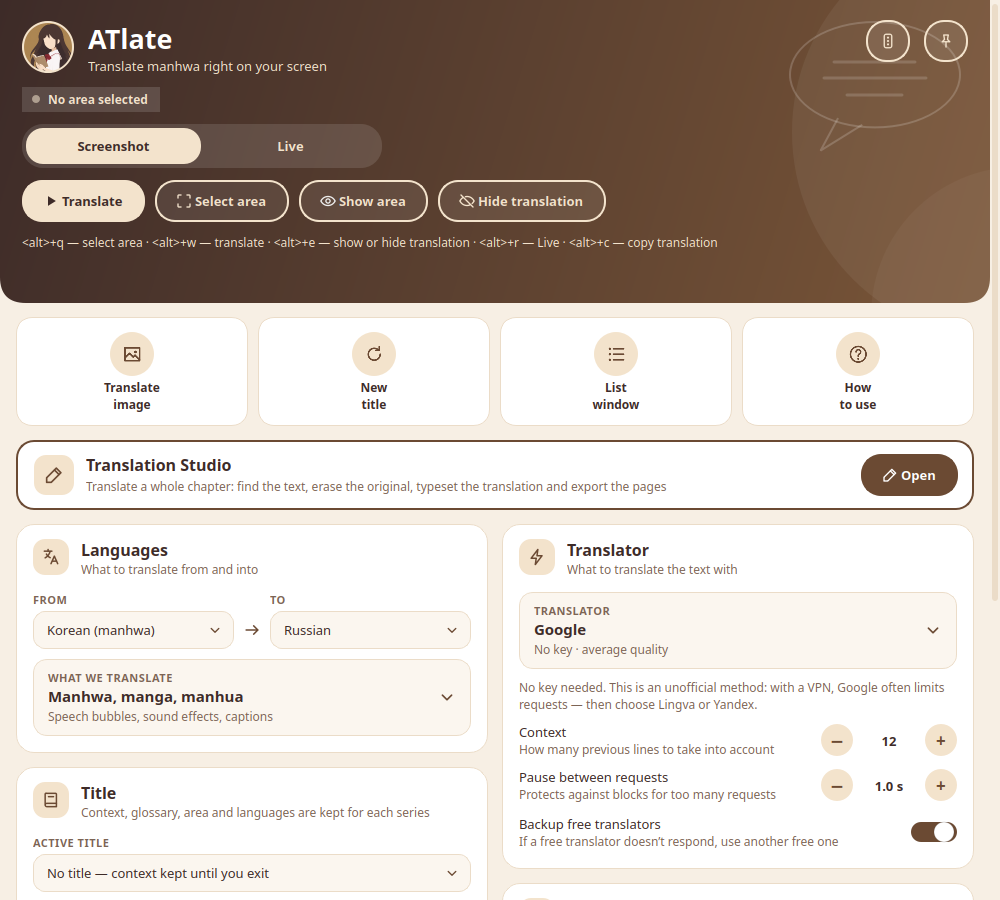 ATlate
Translate manhwa right on your screen
No area selected
Screenshot
Live
Translate
Select area
Show area
Hide translation
<alt>+q — select area · <alt>+w — translate · <alt>+e — show or hide translation · <alt>+r — Live · <alt>+c — copy translation
Translate
image
New
title
List
window
How
to use
Translation Studio
Translate a whole chapter: find the text, erase the original, typeset the translation and export the pages
Open
Languages
What to translate from and into
FROM
TO
Korean (manhwa)
Russian
WHAT WE TRANSLATE
Manhwa, manga, manhua
Speech bubbles, sound effects, captions
Title
Context, glossary, area and languages are kept for each series
ACTIVE TITLE
No title — context kept until you exit
Translator
What to translate the text with
TRANSLATOR
Google
No key · average quality
No key needed. This is an unofficial method: with a VPN, Google often limits
requests — then choose Lingva or Yandex.
Context
How many previous lines to take into account
– 12 +
Pause between requests
Protects against blocks for too many requests
– 1.0 s +
Backup free translators
If a free translator doesn’t respond, use another free one